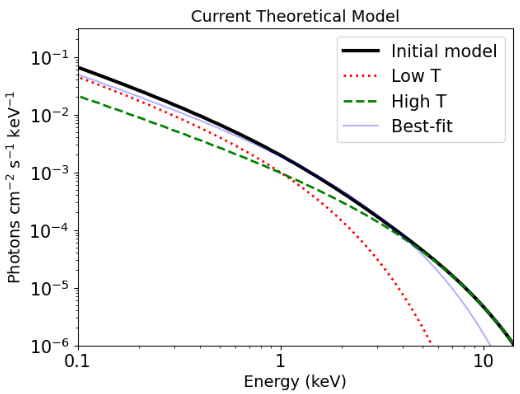 Current Theoretical Model
Initial model
Low T
High T
Best-fit
10⁻¹
10⁻²
10⁻³
10⁻⁴
10⁻⁵
10⁻⁶
Photons cm⁻² s⁻¹ keV⁻¹
0.1
1
10
Energy (keV)